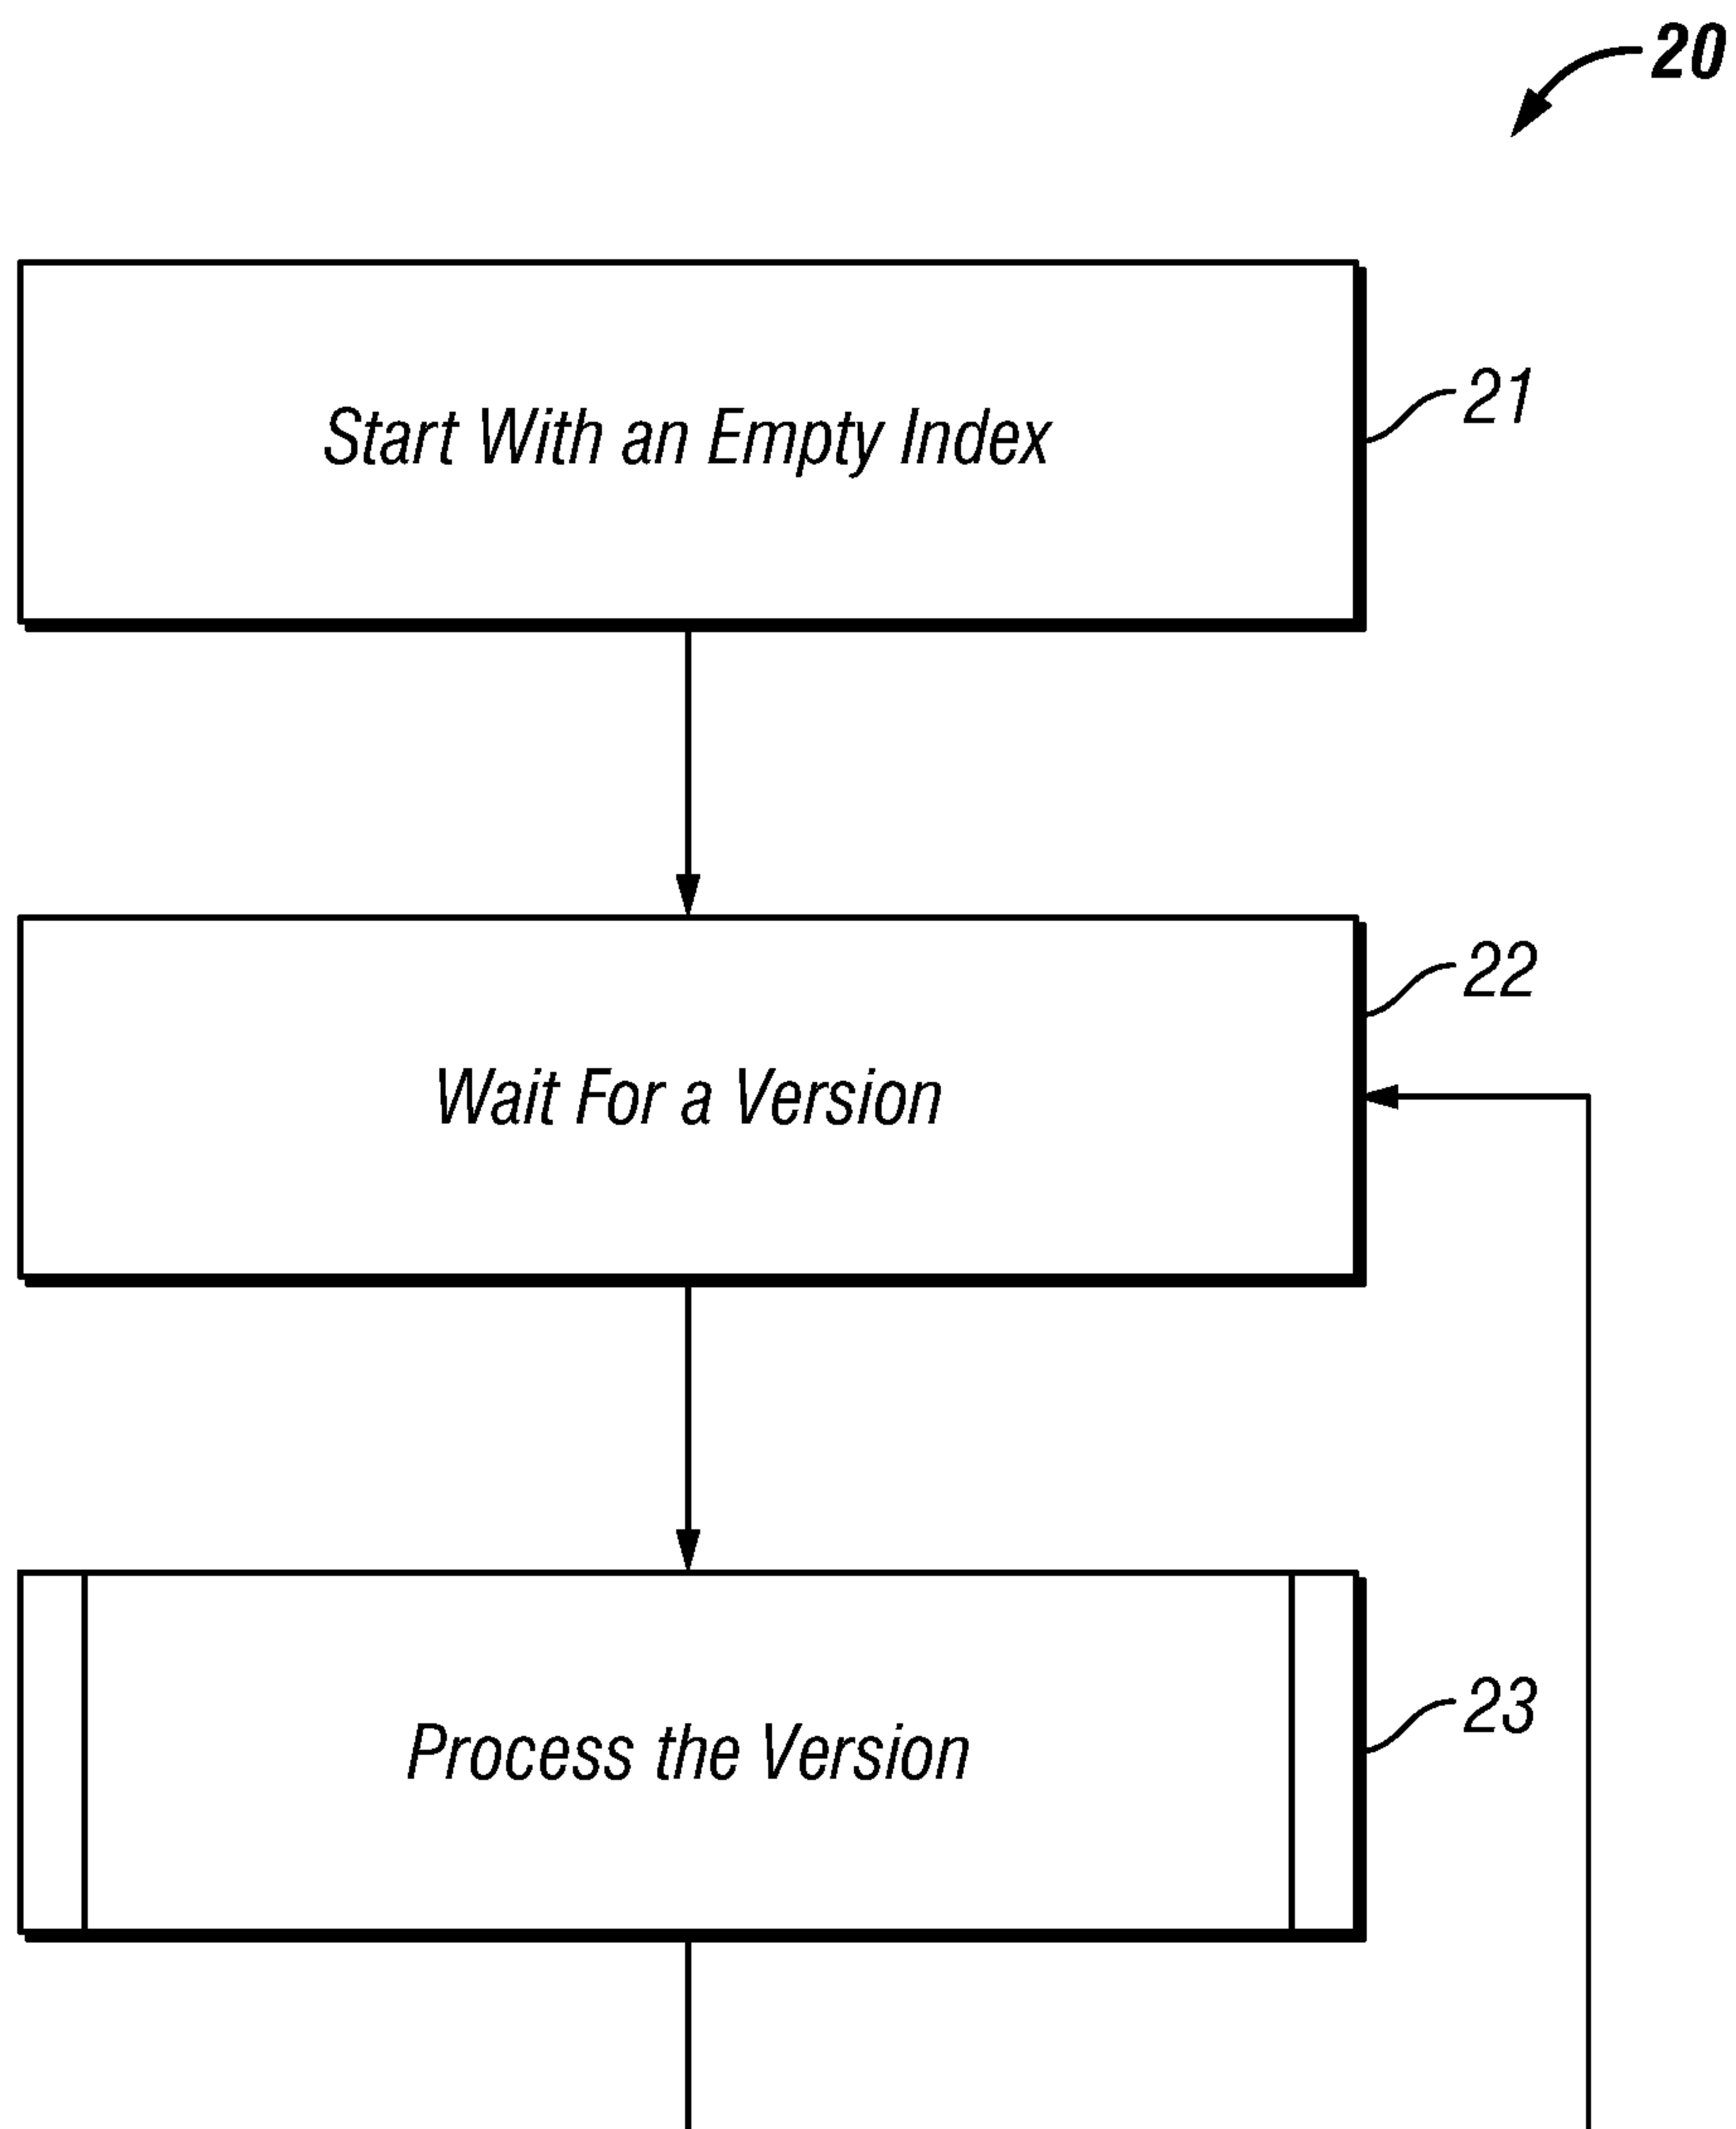 20
Start With an Empty Index
21
22
Wait For a Version
23
Process the Version